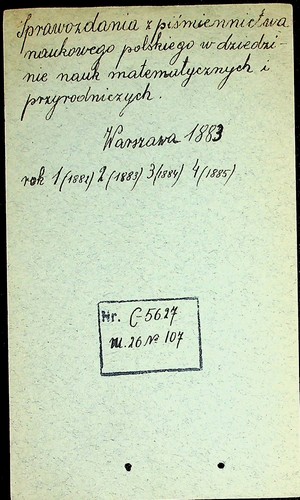 Sprawozdania z piśmiennictwa
naukowego polskiego w dziedzi-
nie nauk matematycznych i
przyrodniczych.
Warszawa 1883
rok 1(1882) 2(1883) 3(1884) 4(1885)
Nr. C-5627
m. 26 № 107